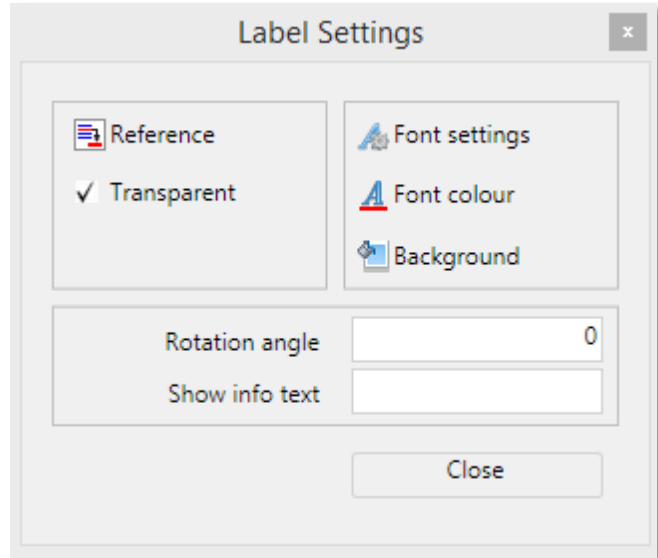 Label Settings
x
Reference
Transparent
Font settings
Font colour
Background
Rotation angle
0
Show info text
Close